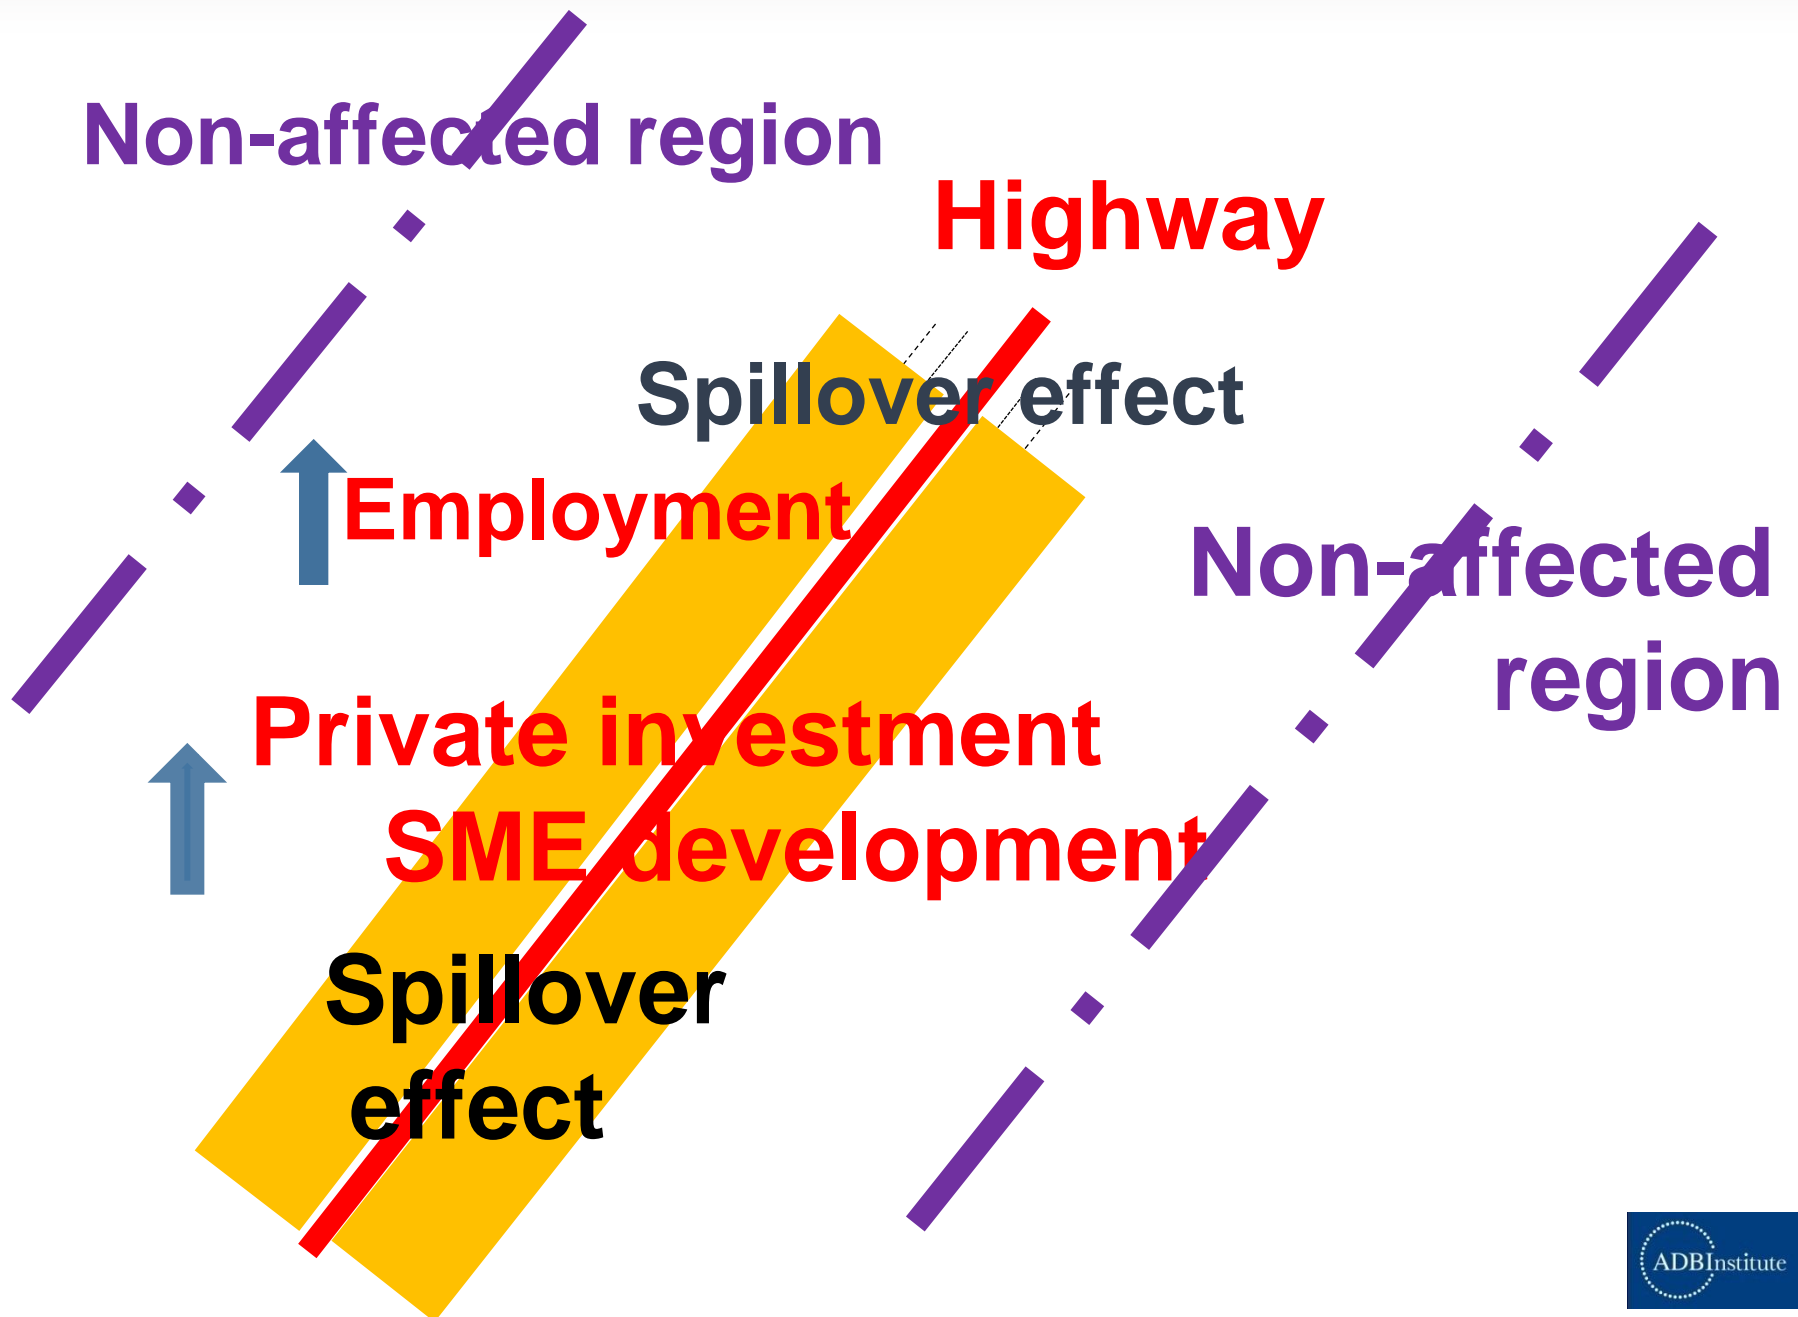 Non-affected region
Highway
Spillover effect
Employment
Non-affected
region
Private investment
SME development
Spillover
effect
ADBInstitute